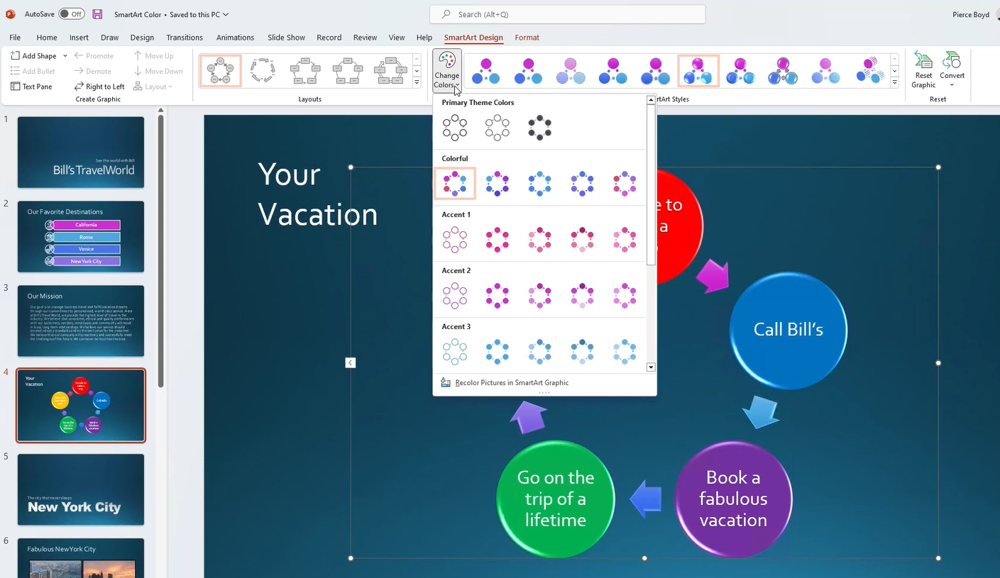 AutoSave Off SmartArt Color • Saved to this PC Search (Alt+Q) Pierce Boyd
File Home Insert Draw Design Transitions Animations Slide Show Record Review View Help SmartArt Design Format
Add Shape Promote Move Up
Add Bullet Demote Move Down
Text Pane Right to Left Layout
Create Graphic
Layouts
Change
Colors
rtArt Styles
Reset
Graphic
Convert
Reset
Primary Theme Colors
Colorful
Accent 1
Accent 2
Accent 3
Recolor Pictures in SmartArt Graphic
1
See the world with Bill
Bill's TravelWorld
2
Our Favorite Destinations
California
Rome
Venice
New York City
3
Our Mission
4
Your
Vacation
Decide to
take a
trip
Call Bill's
Book a
fabulous
vacation
Go on the
trip of a
lifetime
5
The city that never sleeps
New York City
6
Fabulous New York City
Your
Vacation
e to
a
Call Bill's
Book a
fabulous
vacation
Go on the
trip of a
lifetime